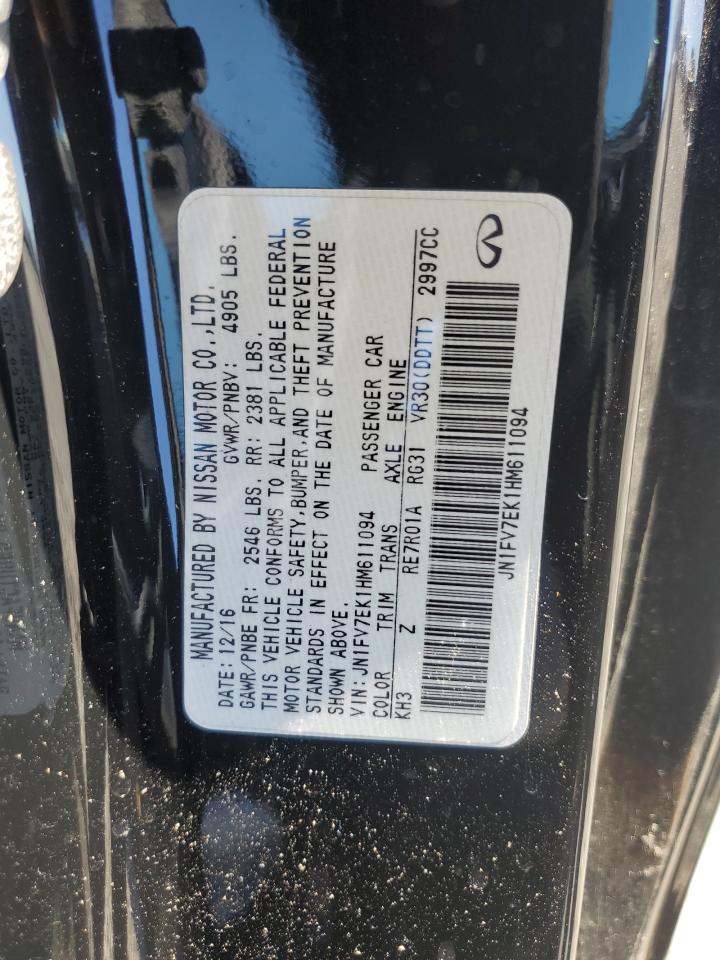 MANUFACTURED BY NISSAN MOTOR CO.,LTD.
DATE: 12/16 GVWR/PNBV: 4905 LBS.
GAWR/PNBE FR: 2546 LBS. RR: 2381 LBS.
THIS VEHICLE CONFORMS TO ALL APPLICABLE FEDERAL
MOTOR VEHICLE SAFETY,BUMPER,AND THEFT PREVENTION
STANDARDS IN EFFECT ON THE DATE OF MANUFACTURE
SHOWN ABOVE.
VIN:JN1FV7EK1HM611094 PASSENGER CAR
COLOR TRIM TRANS AXLE ENGINE
KH3 Z RE7R01A RG31 VR30(DDTT) 2997CC
JN1FV7EK1HM611094